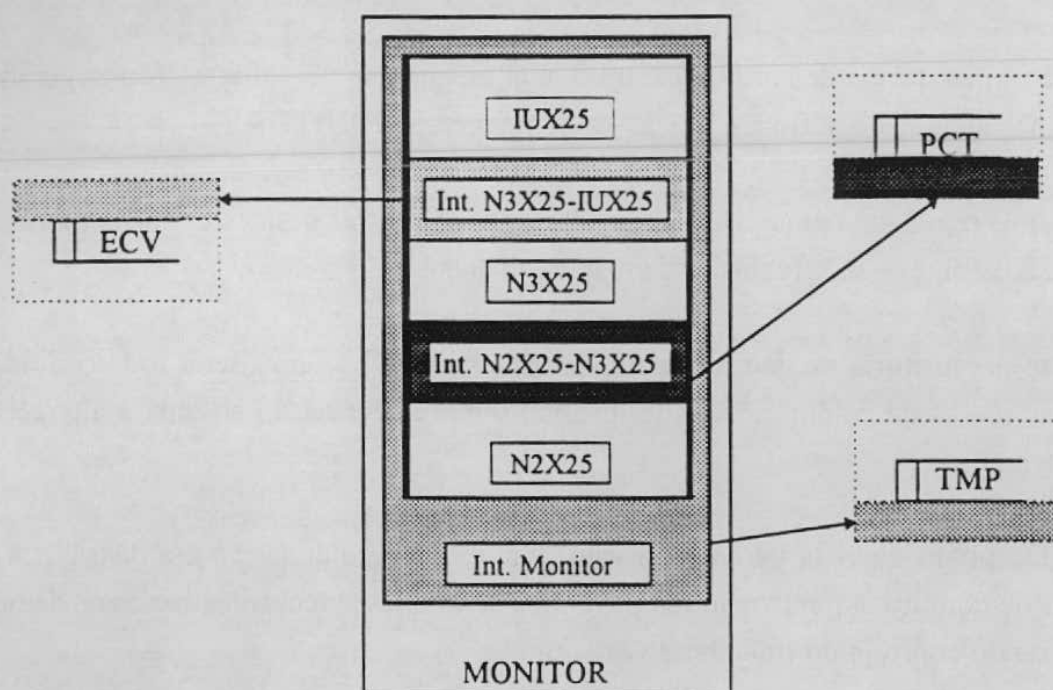 IUX25
PCT
Int. N3X25-IUX25
ECV
N3X25
Int. N2X25-N3X25
N2X25
TMP
Int. Monitor
MONITOR